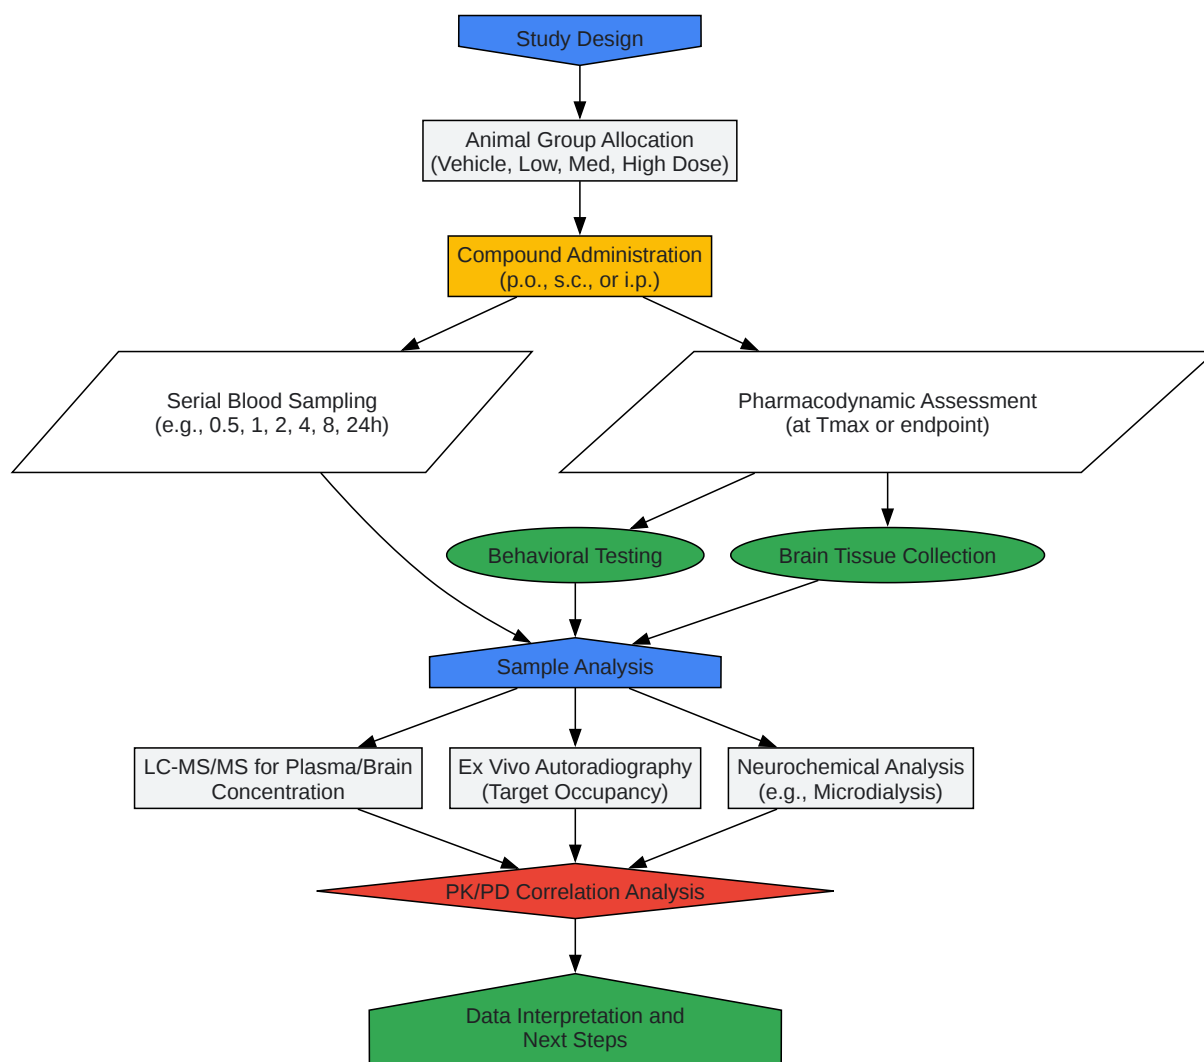 Study Design
Animal Group Allocation
(Vehicle, Low, Med, High Dose)
Compound Administration
(p.o., s.c., or i.p.)
Serial Blood Sampling
(e.g., 0.5, 1, 2, 4, 8, 24h)
Pharmacodynamic Assessment
(at Tmax or endpoint)
Behavioral Testing
Brain Tissue Collection
Sample Analysis
LC-MS/MS for Plasma/Brain
Concentration
Ex Vivo Autoradiography
(Target Occupancy)
Neurochemical Analysis
(e.g., Microdialysis)
PK/PD Correlation Analysis
Data Interpretation and
Next Steps